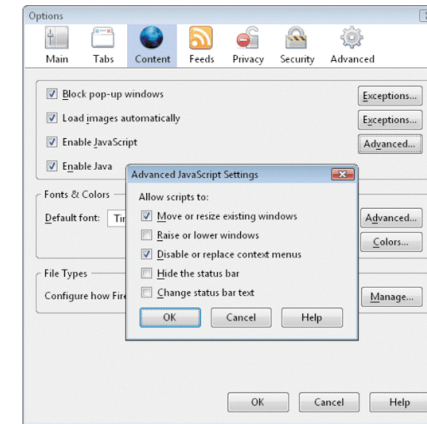 Options
Main Tabs Content Feeds Privacy Security Advanced
Block pop-up windows Exceptions...
Load images automatically Exceptions...
Enable JavaScript Advanced...
Enable Java
Advanced JavaScript Settings
Allow scripts to:
Move or resize existing windows
Raise or lower windows
Disable or replace context menus
Hide the status bar
Change status bar text
OK Cancel Help
Fonts & Colors
Default font: Advanced...
Colors...
File Types
Configure how Manage...
OK Cancel Help